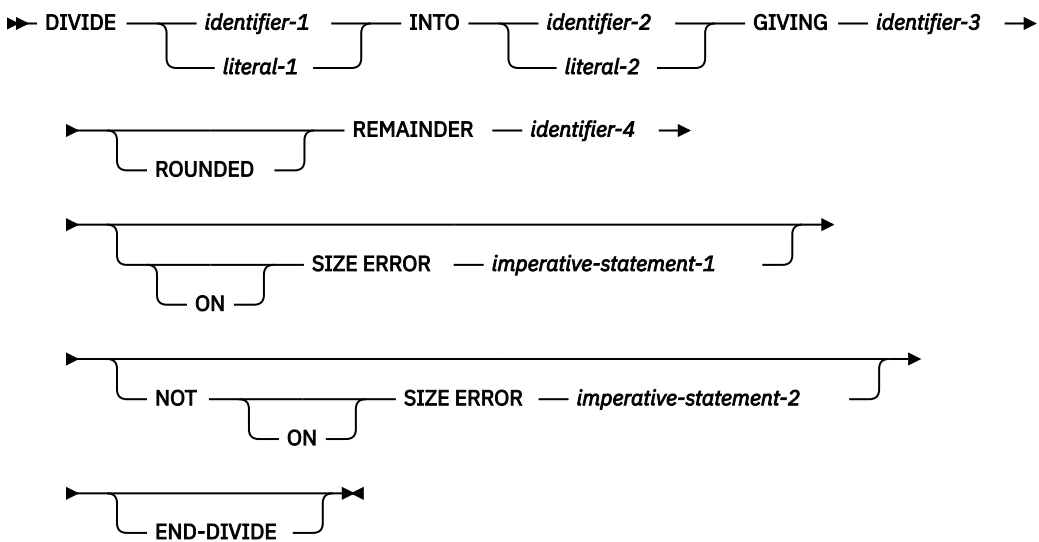 DIVIDE identifier-1 INTO identifier-2 GIVING identifier-3
literal-1 literal-2
REMAINDER identifier-4
ROUNDED
SIZE ERROR imperative-statement-1
ON
NOT SIZE ERROR imperative-statement-2
ON
END-DIVIDE